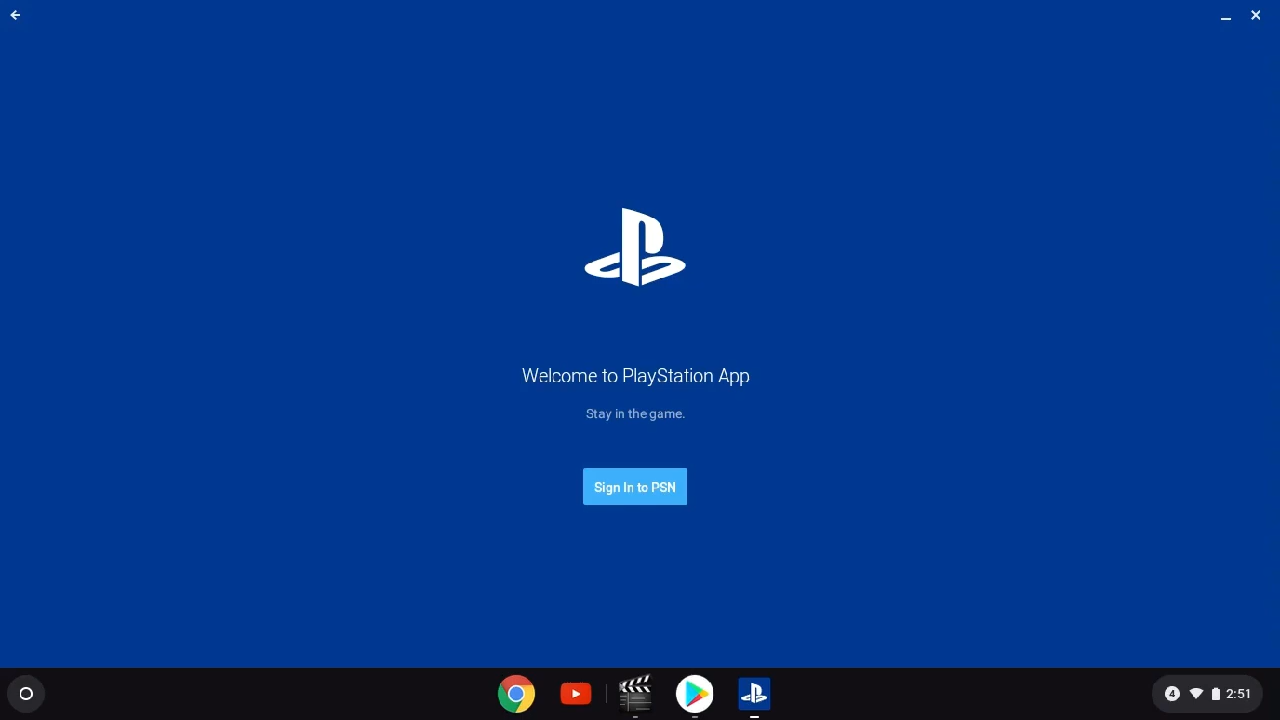 Welcome to PlayStation App
Stay in the game.
Sign In to PSN
4 2:51